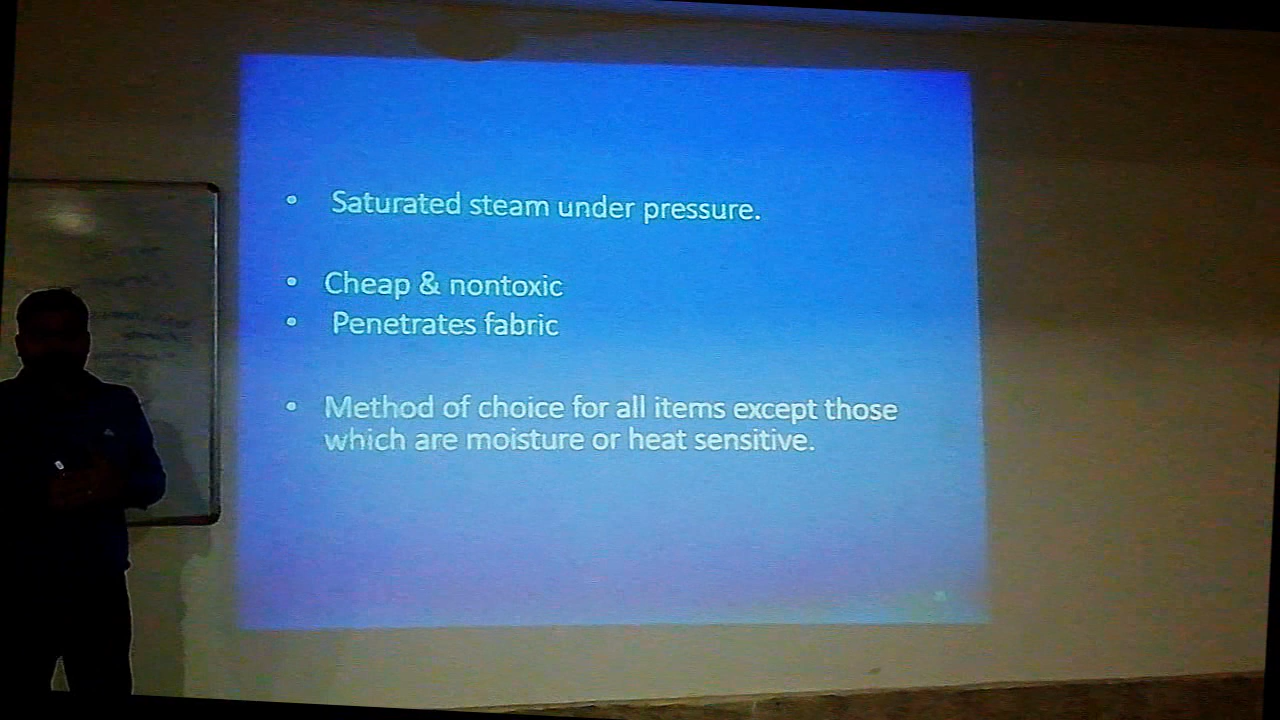 • Saturated steam under pressure.
• Cheap & nontoxic
• Penetrates fabric
• Method of choice for all items except those
which are moisture or heat sensitive.